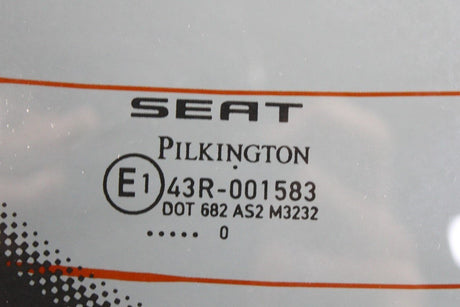 SEAT
PILKINGTON
E1 43R-001583
DOT 682 AS2 M3232
..... 0